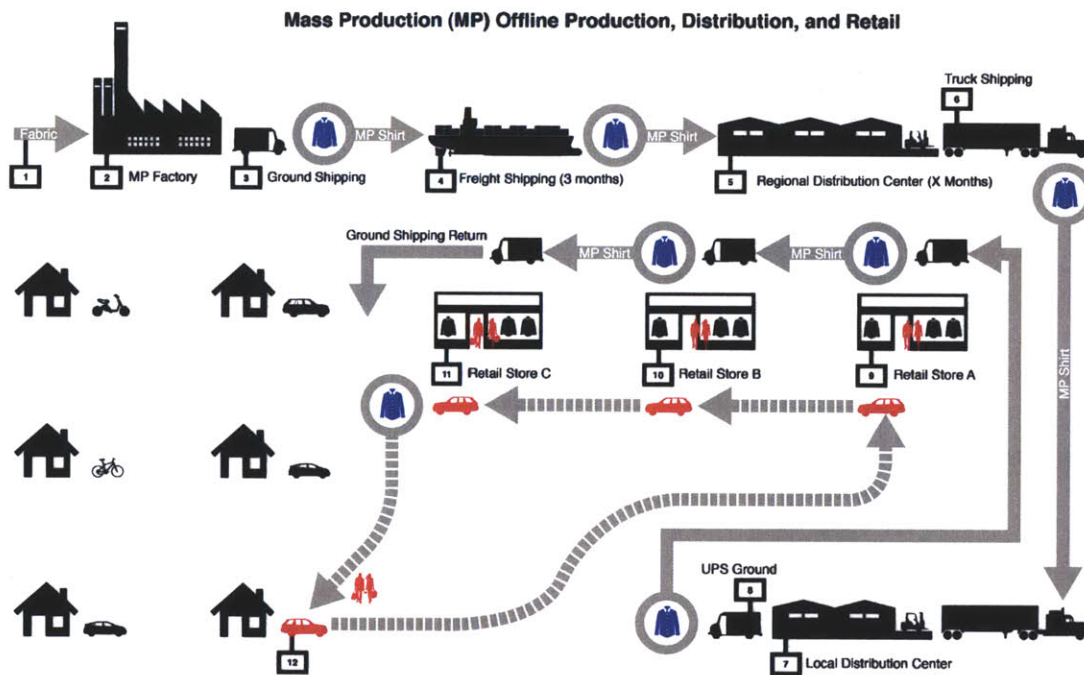 Mass Production (MP) Offline Production, Distribution, and Retail
Truck Shipping
6
Fabric
MP Shirt
MP Shirt
1
2 MP Factory
3 Ground Shipping
4 Freight Shipping (3 months)
5 Regional Distribution Center (X Months)
Ground Shipping Return
MP Shirt
MP Shirt
MP Shirt
11 Retail Store C
10 Retail Store B
9 Retail Store A
UPS Ground
8
7 Local Distribution Center
12